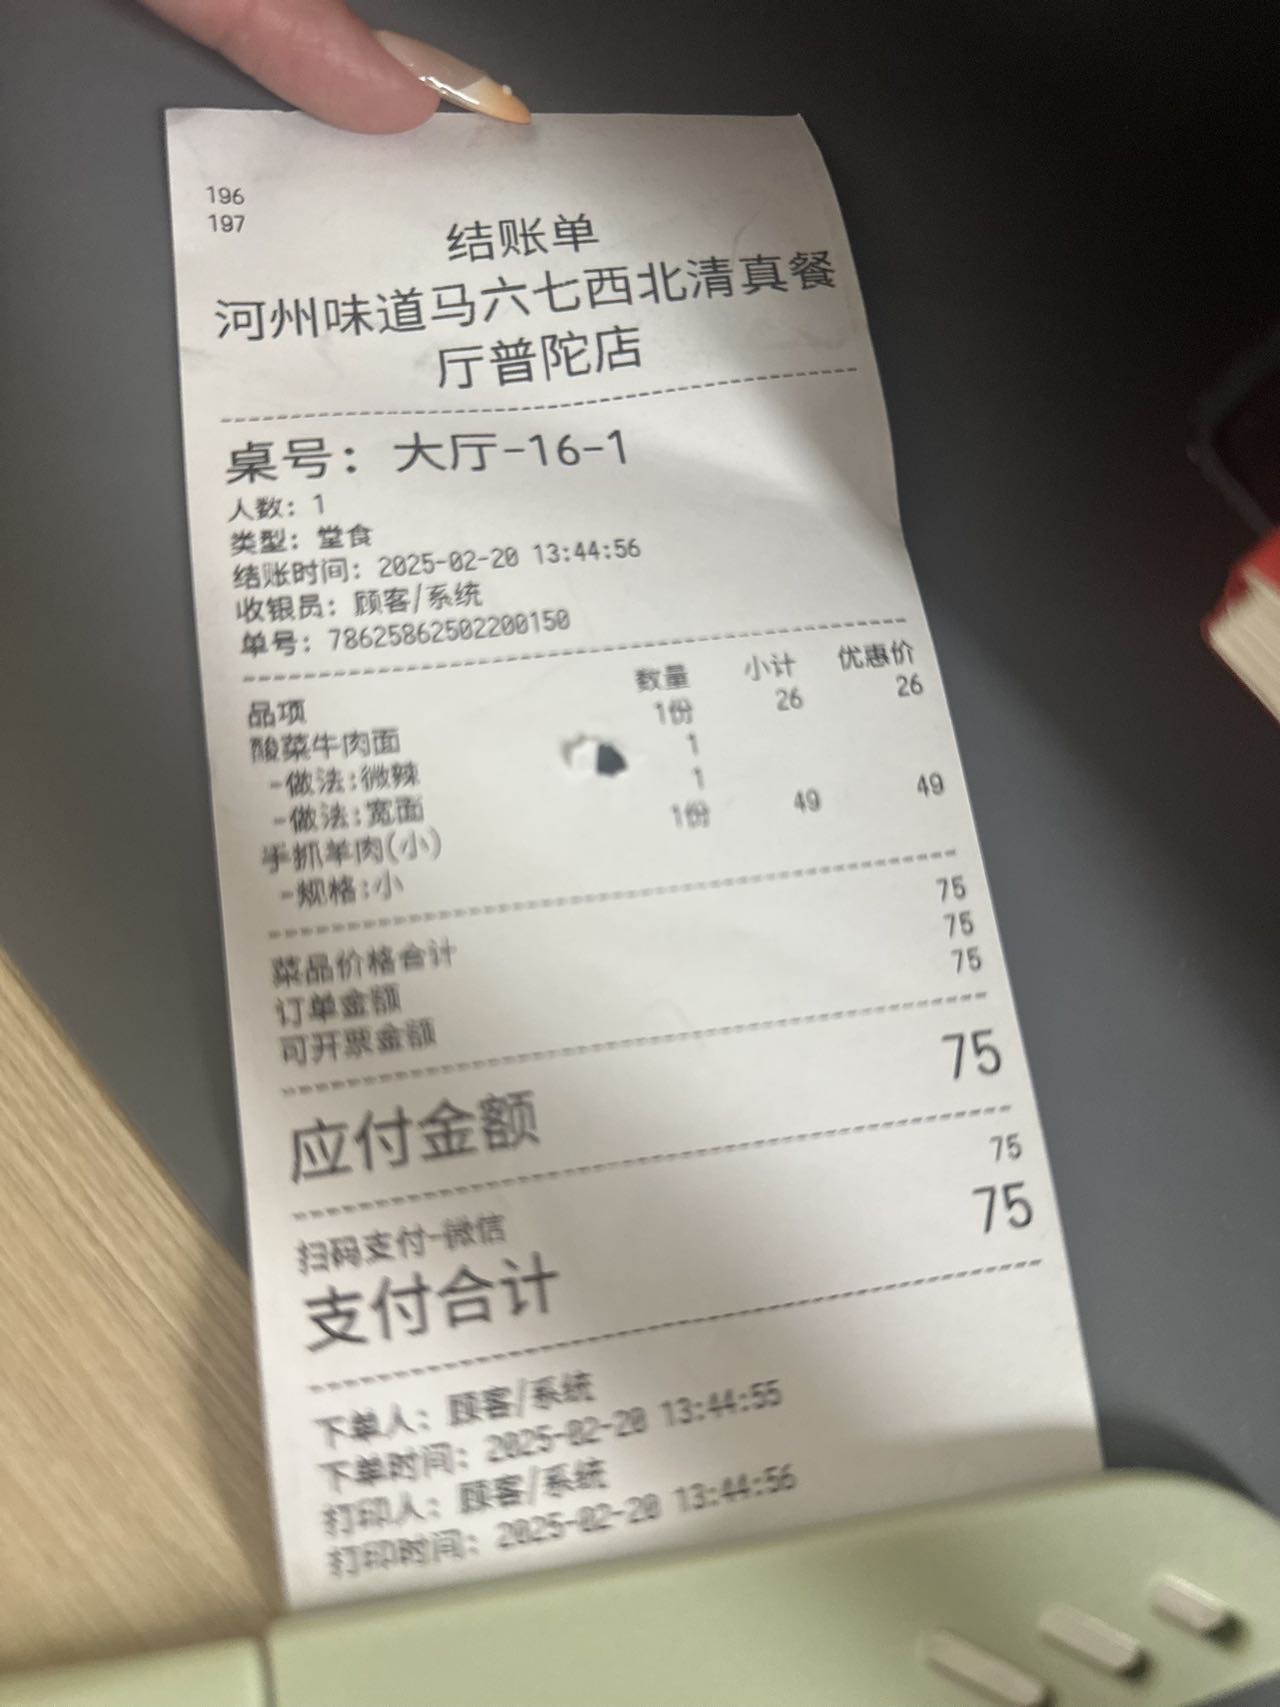 196
197
结账单
河州味道马六七西北清真餐
厅普陀店
桌号：大厅-16-1
人数：1
类型：堂食
结账时间：2025-02-20 13:44:56
收银员：顾客/系统
单号：78625862502200150
品项 数量 小计 优惠价
酸菜牛肉面 1份 26 26
-做法:微辣 1
-做法:宽面 1
手抓羊肉(小) 1份 49 49
-规格:小
菜品价格合计 75
订单金额 75
可开票金额 75
应付金额 75
扫码支付-微信 75
支付合计 75
下单人：顾客/系统
下单时间：2025-02-20 13:44:55
打印人：顾客/系统
打印时间：2025-02-20 13:44:56